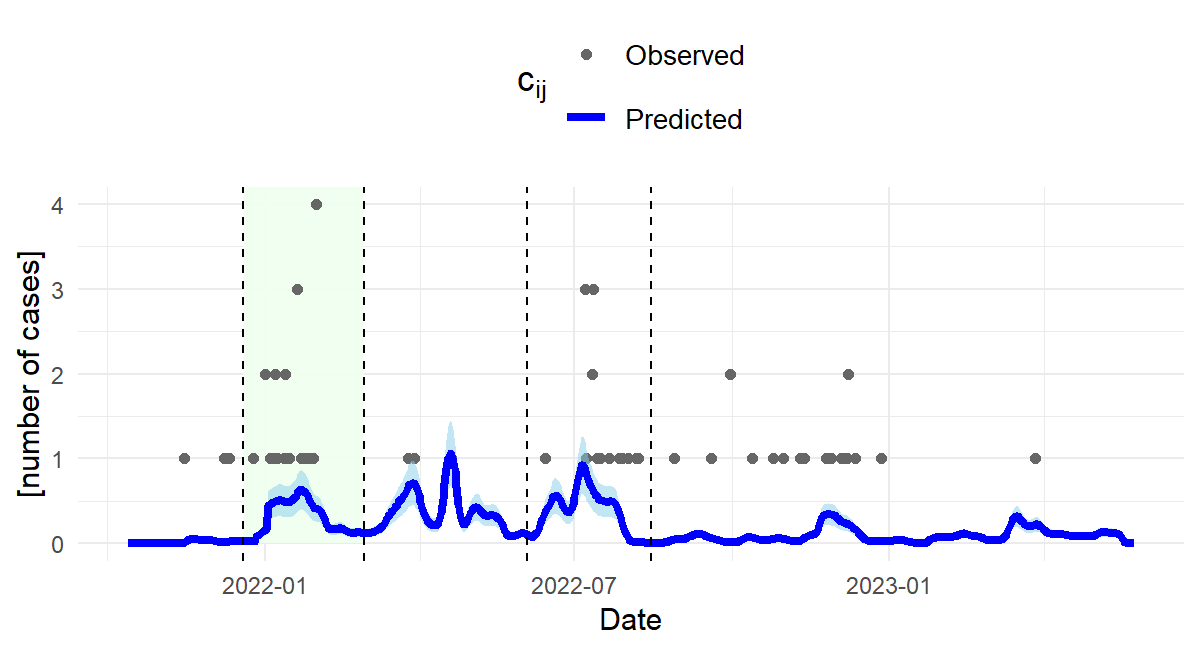 Observed
c_ij
Predicted
4
3
2
1
0
[number of cases]
2022-01 2022-07 2023-01
Date